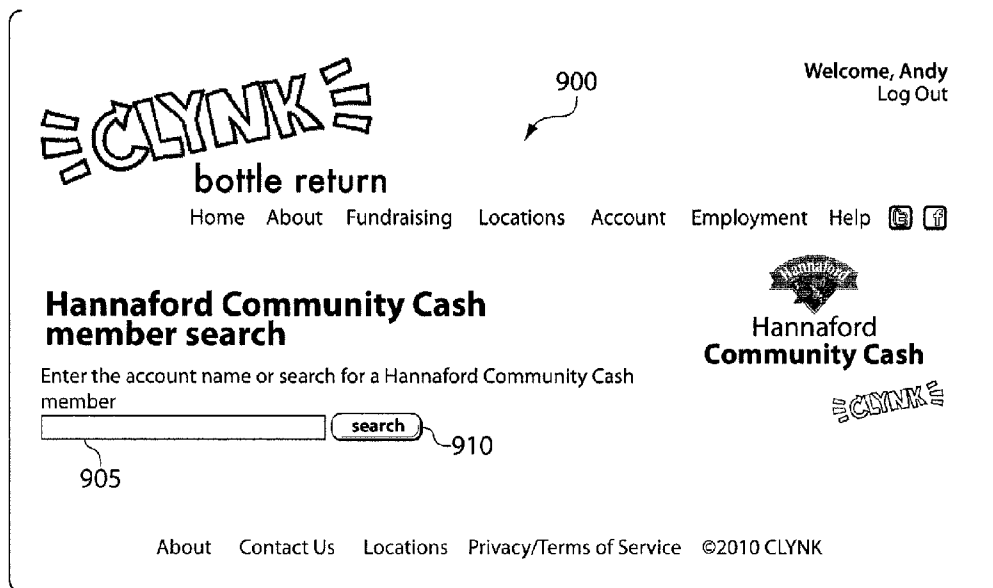 CLYNK
bottle return
900
Welcome, Andy
Log Out
Home About Fundraising Locations Account Employment Help
Hannaford
Hannaford Community Cash
member search
Hannaford
Community Cash
CLYNK
Enter the account name or search for a Hannaford Community Cash
member
search
910
905
About Contact Us Locations Privacy/Terms of Service ©2010 CLYNK